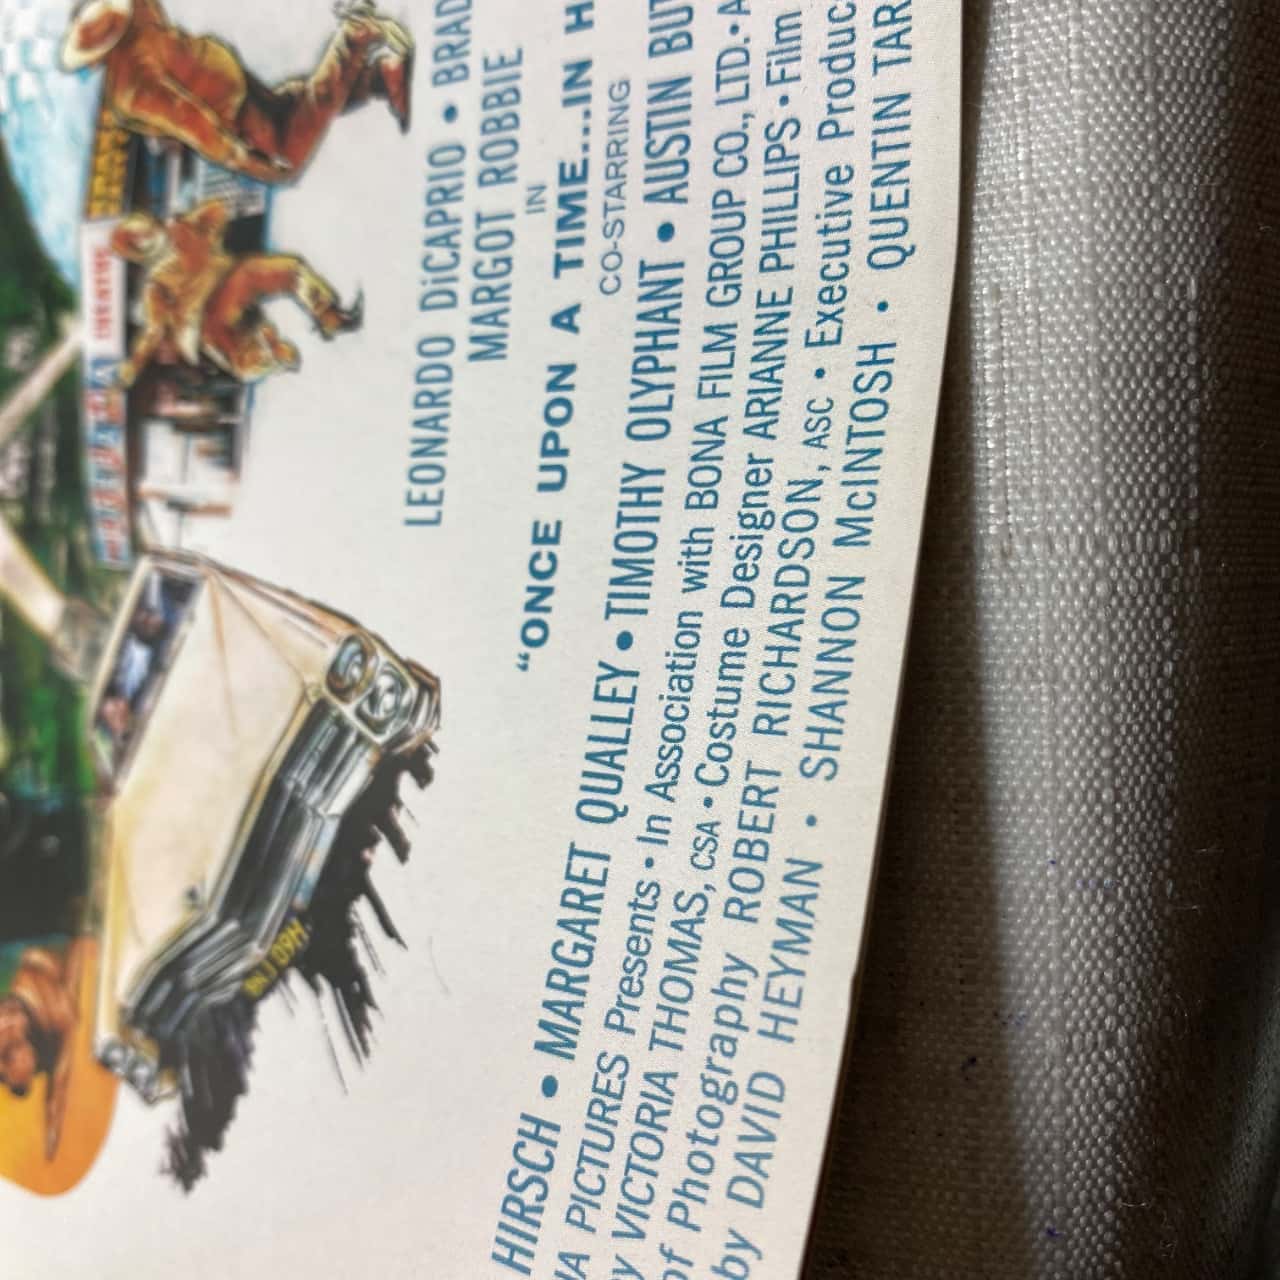 LEONARDO DiCAPRIO • BRAD
MARGOT ROBBIE
IN
“ONCE UPON A TIME...IN H
CO-STARRING
HIRSCH • MARGARET QUALLEY • TIMOTHY OLYPHANT • AUSTIN BUT
IA PICTURES Presents • In Association with BONA FILM GROUP CO., LTD. • A
y VICTORIA THOMAS, CSA • Costume Designer ARIANNE PHILLIPS • Film
of Photography ROBERT RICHARDSON, ASC • Executive Produc
by DAVID HEYMAN • SHANNON McINTOSH • QUENTIN TAR